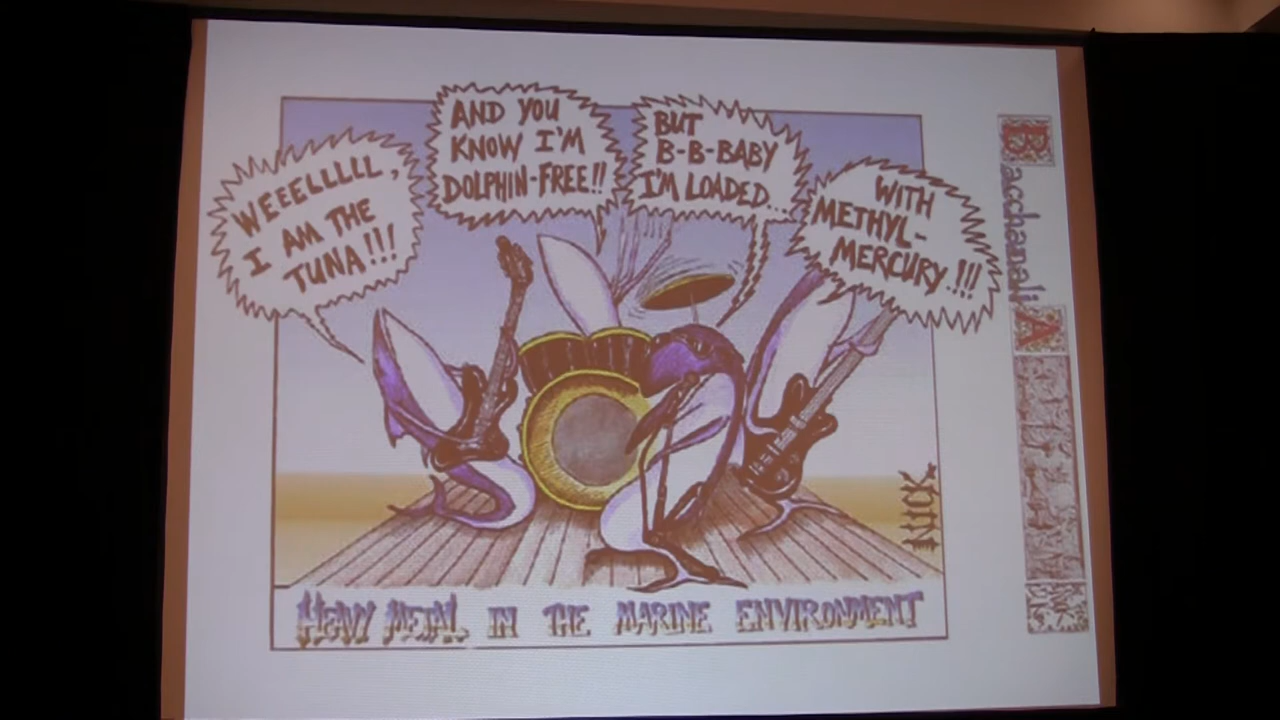 WEEELLLLL,
I AM THE
TUNA!!!
AND YOU
KNOW I'M
DOLPHIN-FREE!!
BUT
B-B-BABY
I'M LOADED...
WITH
METHYL-
MERCURY!!!
NICK
HEAVY METAL IN THE MARINE ENVIRONMENT
BacchanaliA